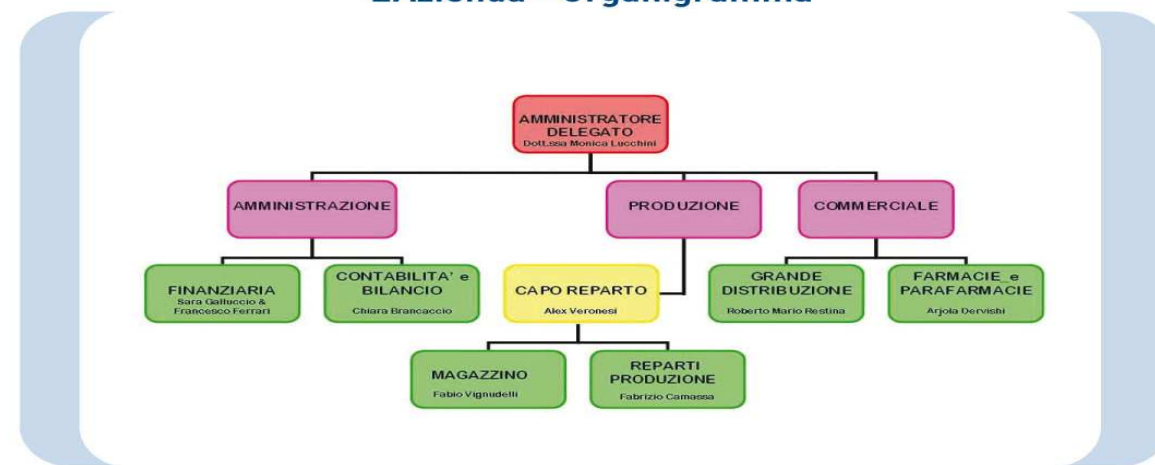 L'Azienda – Organigramma
AMMINISTRATORE
DELEGATO
Dott.ssa Monica Lucchini
AMMINISTRAZIONE
PRODUZIONE
COMMERCIALE
FINANZIARIA
Sara Galluccio &
Francesco Ferrari
CONTABILITA' e
BILANCIO
Chiara Brancaccio
CAPO REPARTO
Alex Veronesi
GRANDE
DISTRIBUZIONE
Roberto Mario Restina
FARMACIE_e
PARAFARMACIE
Arjola Dervishi
MAGAZZINO
Fabio Vignudelli
REPARTI
PRODUZIONE
Fabrizio Camassa